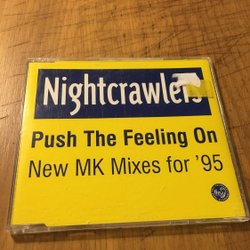 Nightcrawlers
Push The Feeling On
New MK Mixes for '95